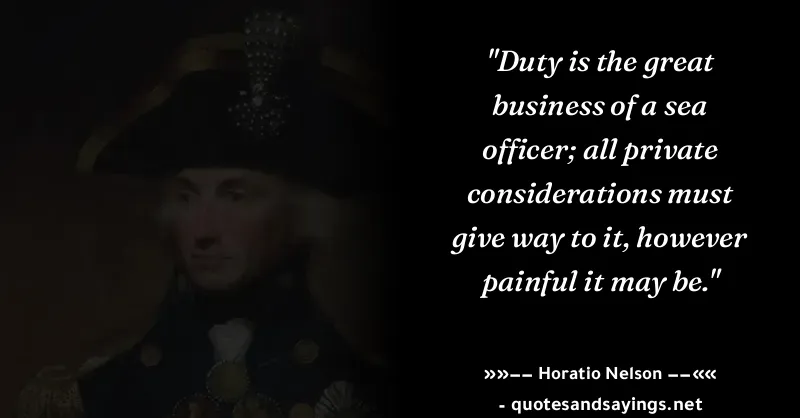 "Duty is the great
business of a sea
officer; all private
considerations must
give way to it, however
painful it may be."
»»−− Horatio Nelson −−««
- quotesandsayings.net